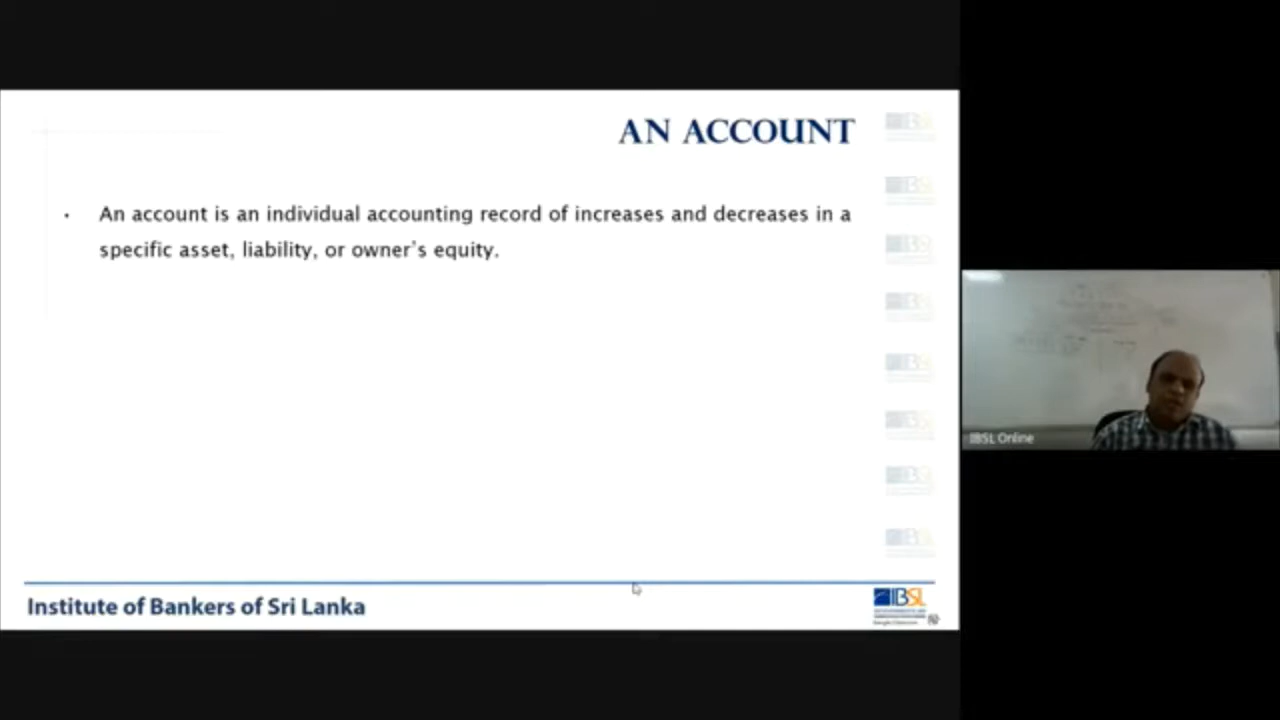 AN ACCOUNT
• An account is an individual accounting record of increases and decreases in a
specific asset, liability, or owner's equity.
Institute of Bankers of Sri Lanka
IBSL
IBSL Online